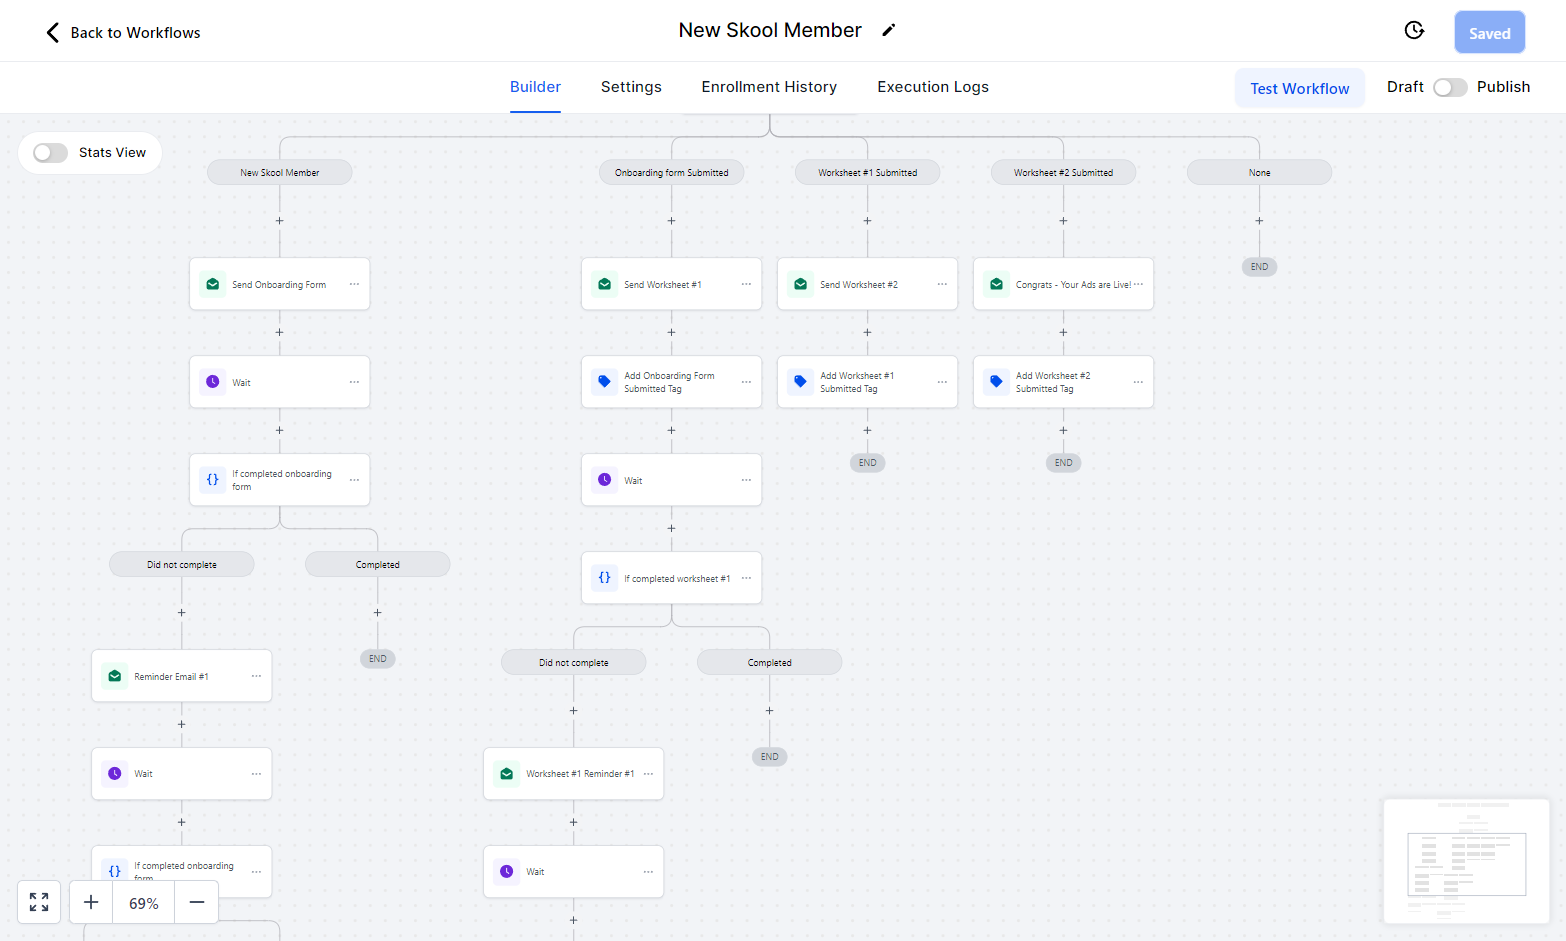 Back to Workflows
New Skool Member
Saved
Builder
Settings
Enrollment History
Execution Logs
Test Workflow
Draft
Publish
Stats View
New Skool Member
Onboarding form Submitted
Worksheet #1 Submitted
Worksheet #2 Submitted
None
END
Send Onboarding Form
Send Worksheet #1
Send Worksheet #2
Congrats - Your Ads are Live!
Wait
Add Onboarding Form
Submitted Tag
Add Worksheet #1
Submitted Tag
Add Worksheet #2
Submitted Tag
END
END
If completed onboarding
form
Wait
Did not complete
Completed
If completed worksheet #1
END
Did not complete
Completed
Reminder Email #1
END
Wait
Worksheet #1 Reminder #1
If completed onboarding
form
Wait
69%